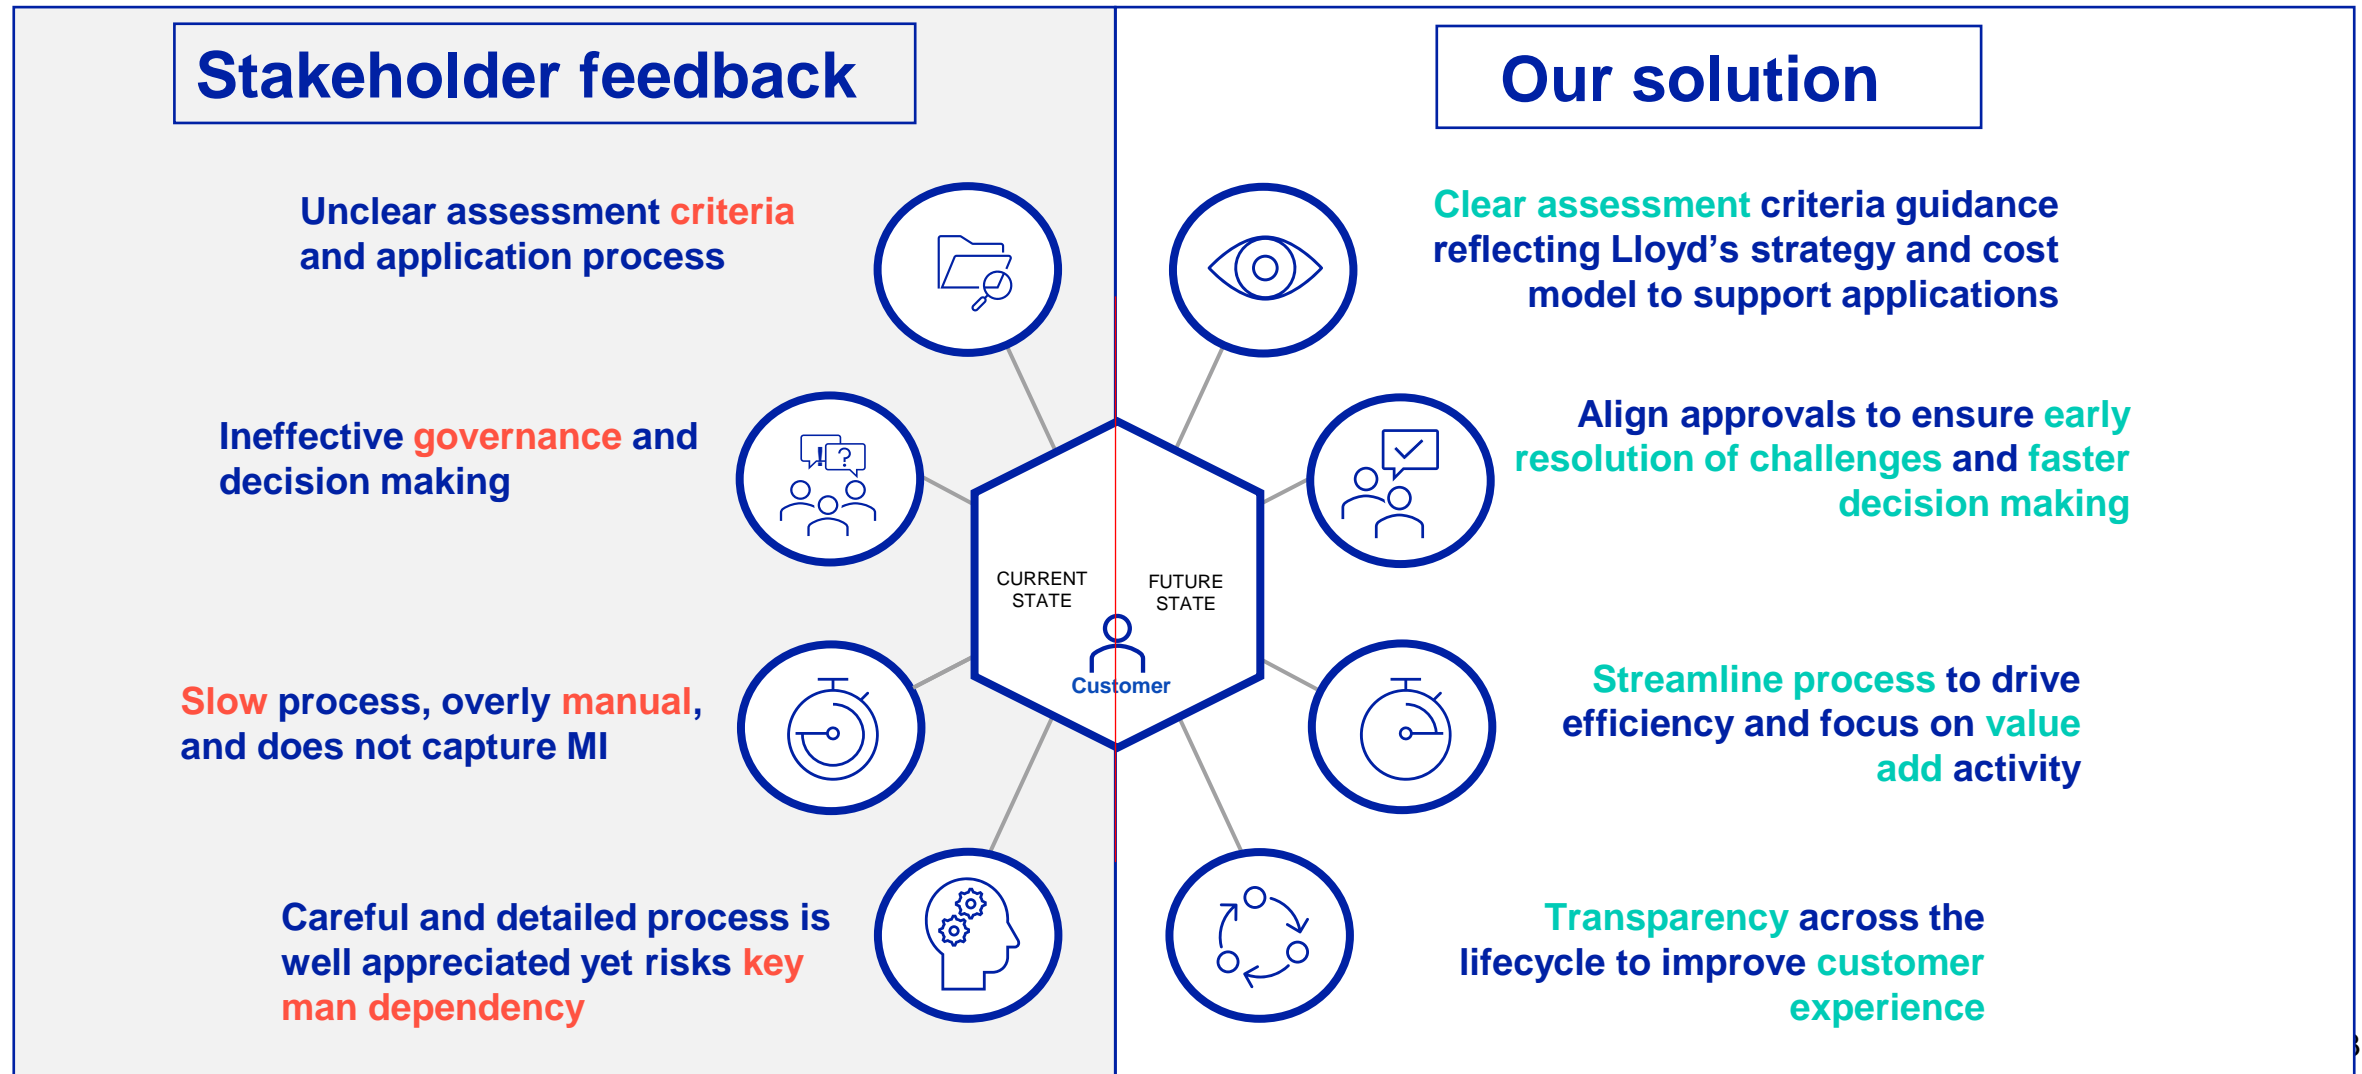 Stakeholder feedback
Unclear assessment criteria
and application process
Ineffective governance and
decision making
Slow process, overly manual,
and does not capture MI
Careful and detailed process is
well appreciated yet risks key
man dependency
!
?
CURRENT
STATE
FUTURE
STATE
Customer
Our solution
Clear assessment criteria guidance
reflecting Lloyd’s strategy and cost
model to support applications
Align approvals to ensure early
resolution of challenges and faster
decision making
Streamline process to drive
efficiency and focus on value
add activity
Transparency across the
lifecycle to improve customer
experience